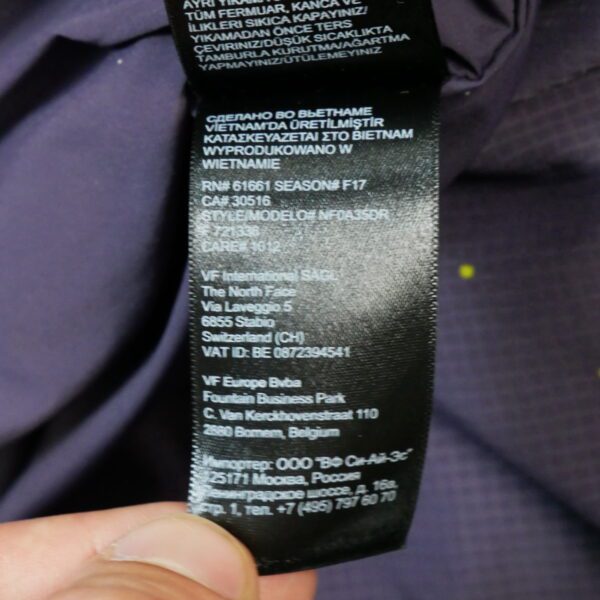 AYRI YIKAYIN
TÜM FERMUAR, KANCA VE
İLİKLERİ SIKICA KAPAYINIZ/
YIKAMADAN ÖNCE TERS
ÇEVİRİNİZ/DÜŞÜK SICAKLIKTA
TAMBURLA KURUTMA/AĞARTMA
YAPMAYINIZ/ÜTÜLEMEYINIZ
СДЕЛАНО ВО ВЬЕТНАМЕ
VIETNAM'DA ÜRETİLMİŞTİR
ΚΑΤΑΣΚΕΥΑΖΕΤΑΙ ΣΤΟ ΒΙΕΤΝΑΜ
WYPRODUKOWANO W
WIETNAMIE
RN# 61661 SEASON# F17
CA# 30516
STYLE/MODELO# NF0A35DR
F 721338
CARE# 1612
VF International SAGL
The North Face
Via Laveggio 5
6855 Stabio
Switzerland (CH)
VAT ID: BE 0872394541
VF Europe Bvba
Fountain Business Park
C. Van Kerckhovenstraat 110
2880 Bornem, Belgium
Импортер: ООО "ВФ Си-Ай-Эс"
125171 Москва, Россия
Ленинградское шоссе, д. 16а,
стр. 1, тел. +7 (495) 797 60 70